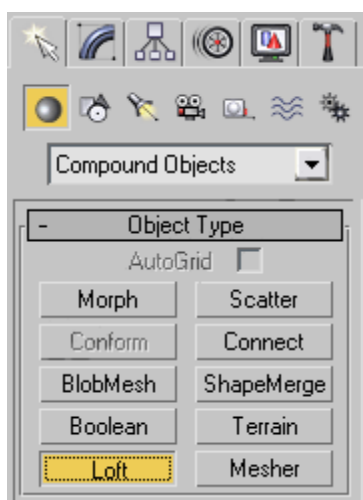 Compound Objects
- Object Type
AutoGrid
Morph Scatter
Conform Connect
BlobMesh ShapeMerge
Boolean Terrain
Loft Mesher